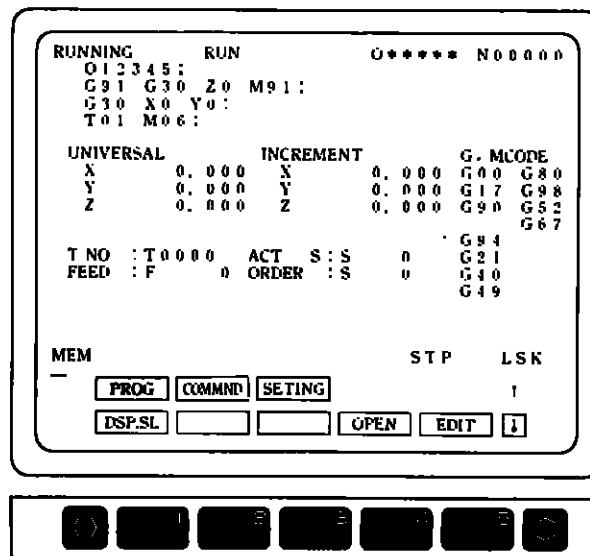 RUNNING RUN O***** N00000
O12345;
G91 G30 Z0 M91;
G30 X0 Y0;
T01 M06;
UNIVERSAL INCREMENT G. MCODE
X 0. 000 X 0. 000 G00 G80
Y 0. 000 Y 0. 000 G17 G98
Z 0. 000 Z 0. 000 G90 G52
G67
G94
T NO : T0000 ACT S : S 0 G21
FEED : F 0 ORDER : S 0 G40
G49
MEM STP LSK
PROG COMMND SETING ↑
DSP.SL OPEN EDIT ↓